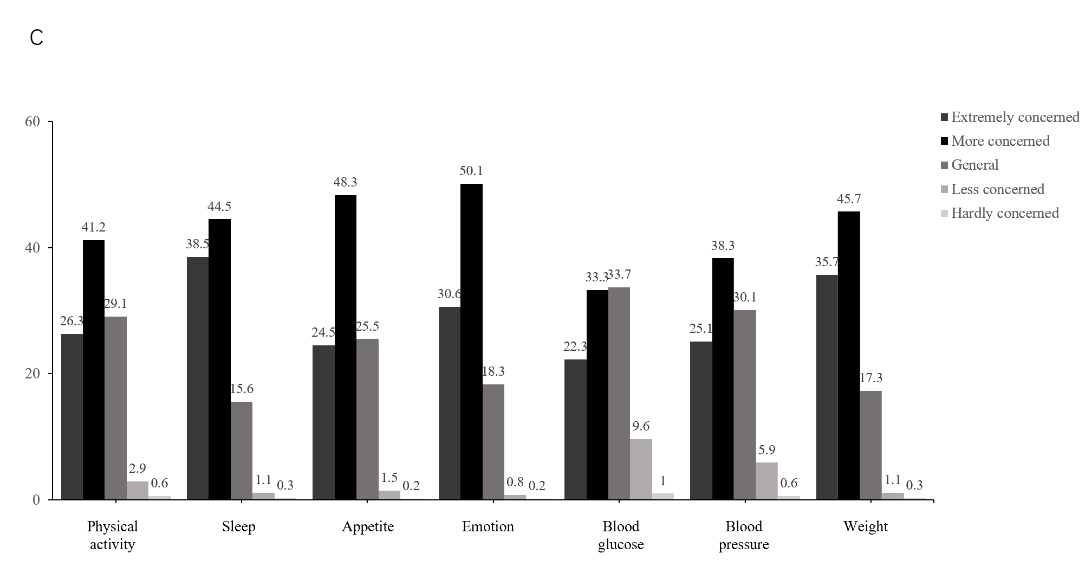 C
60
40
20
0
Extremely concerned
More concerned
General
Less concerned
Hardly concerned
26.3
41.2
29.1
2.9
0.6
38.5
44.5
15.6
1.1
0.3
24.5
48.3
25.5
1.5
0.2
30.6
50.1
18.3
0.8
0.2
22.3
33.3
33.7
9.6
1
25.1
38.3
30.1
5.9
0.6
35.7
45.7
17.3
1.1
0.3
Physical
activity
Sleep
Appetite
Emotion
Blood
glucose
Blood
pressure
Weight